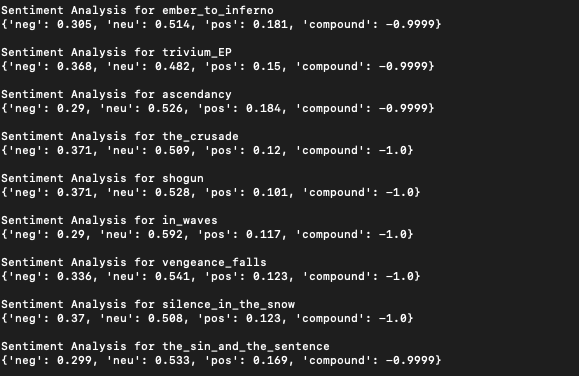 Sentiment Analysis for ember_to_inferno
{'neg': 0.305, 'neu': 0.514, 'pos': 0.181, 'compound': -0.9999}
Sentiment Analysis for trivium_EP
{'neg': 0.368, 'neu': 0.482, 'pos': 0.15, 'compound': -0.9999}
Sentiment Analysis for ascendancy
{'neg': 0.29, 'neu': 0.526, 'pos': 0.184, 'compound': -0.9999}
Sentiment Analysis for the_crusade
{'neg': 0.371, 'neu': 0.509, 'pos': 0.12, 'compound': -1.0}
Sentiment Analysis for shogun
{'neg': 0.371, 'neu': 0.528, 'pos': 0.101, 'compound': -1.0}
Sentiment Analysis for in_waves
{'neg': 0.29, 'neu': 0.592, 'pos': 0.117, 'compound': -1.0}
Sentiment Analysis for vengeance_falls
{'neg': 0.336, 'neu': 0.541, 'pos': 0.123, 'compound': -1.0}
Sentiment Analysis for silence_in_the_snow
{'neg': 0.37, 'neu': 0.508, 'pos': 0.123, 'compound': -1.0}
Sentiment Analysis for the_sin_and_the_sentence
{'neg': 0.299, 'neu': 0.533, 'pos': 0.169, 'compound': -0.9999}